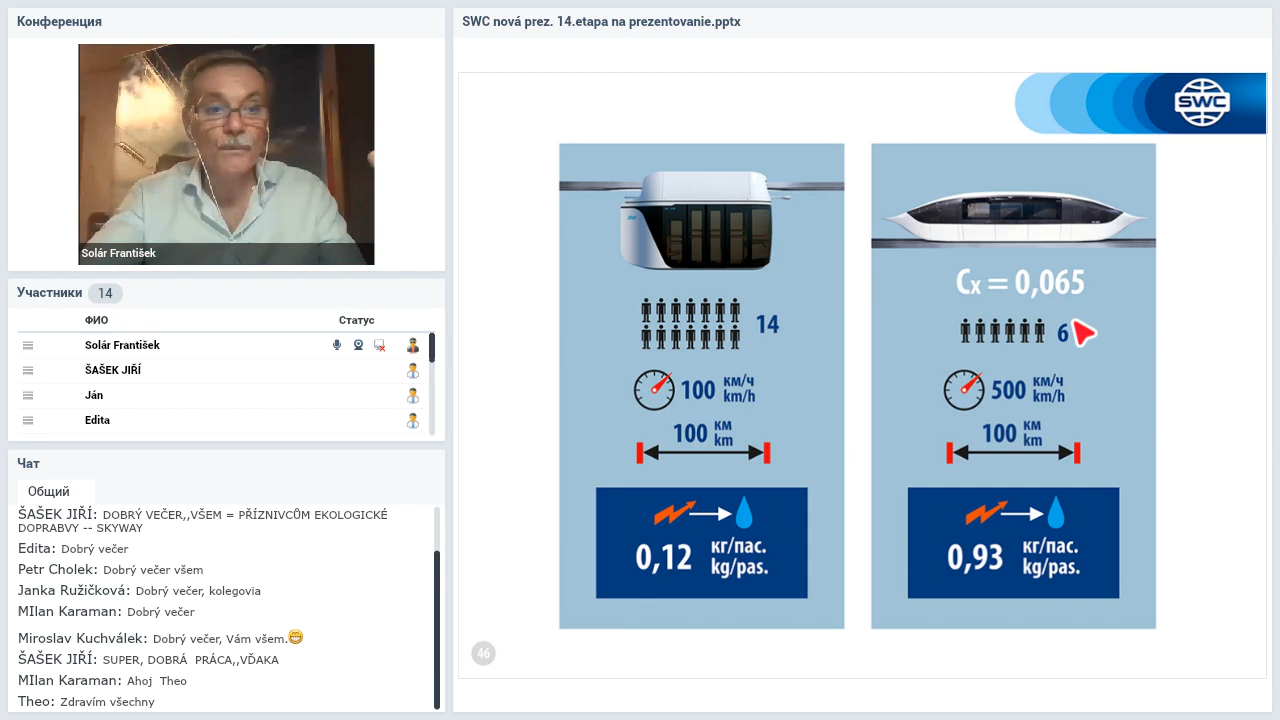 Конференция
Solár František
Участники 14
ФИО Статус
Solár František
ŠAŠEK JIŘÍ
Ján
Edita
Чат
Общий
ŠAŠEK JIŘÍ: DOBRÝ VEČER,,VŠEM = PŘÍZNIVCŮM EKOLOGICKÉ
DOPRABVY -- SKYWAY
Edita: Dobrý večer
Petr Cholek: Dobrý večer všem
Janka Ružičková: Dobrý večer, kolegovia
MIlan Karaman: Dobrý večer
Miroslav Kuchválek: Dobrý večer, Vám všem.
ŠAŠEK JIŘÍ: SUPER, DOBRÁ PRÁCA,,VĎAKA
MIlan Karaman: Ahoj Theo
Theo: Zdravím všechny
SWC nová prez. 14.etapa na prezentovanie.pptx
SWC
14
100 км/ч
km/h
100 км
km
0,12 кг/пас.
kg/pas.
Cx = 0,065
6
500 км/ч
km/h
100 км
km
0,93 кг/пас.
kg/pas.
46